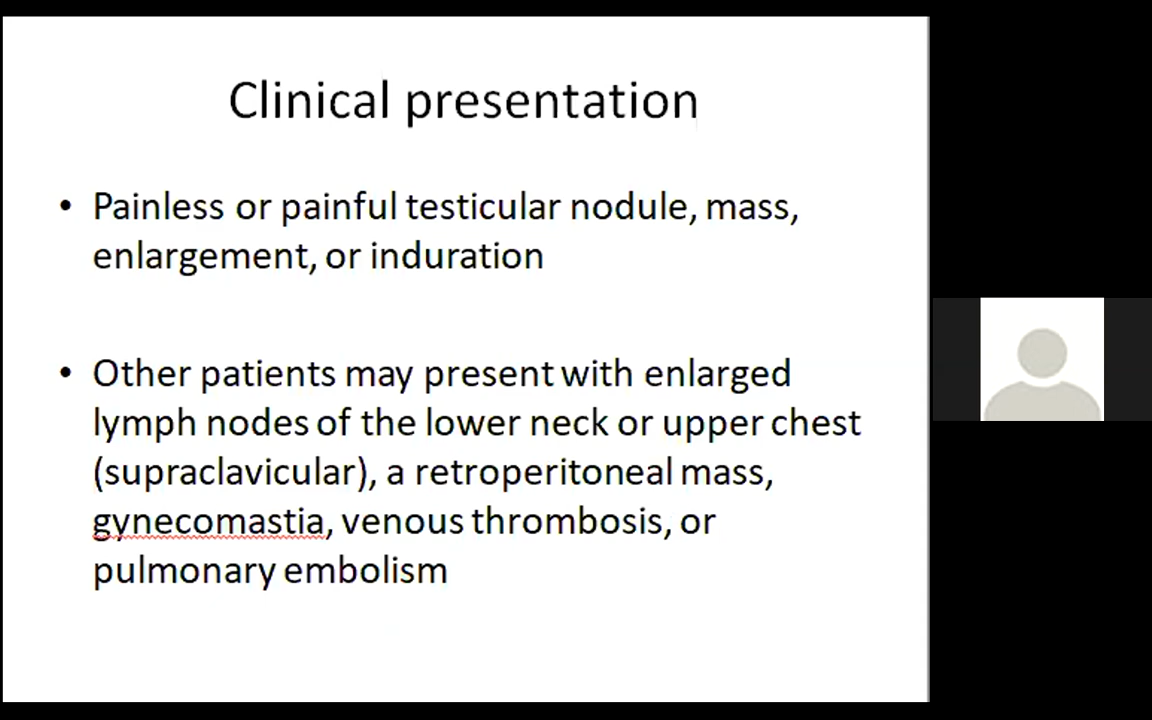 Clinical presentation
• Painless or painful testicular nodule, mass,
enlargement, or induration
• Other patients may present with enlarged
lymph nodes of the lower neck or upper chest
(supraclavicular), a retroperitoneal mass,
gynecomastia, venous thrombosis, or
pulmonary embolism